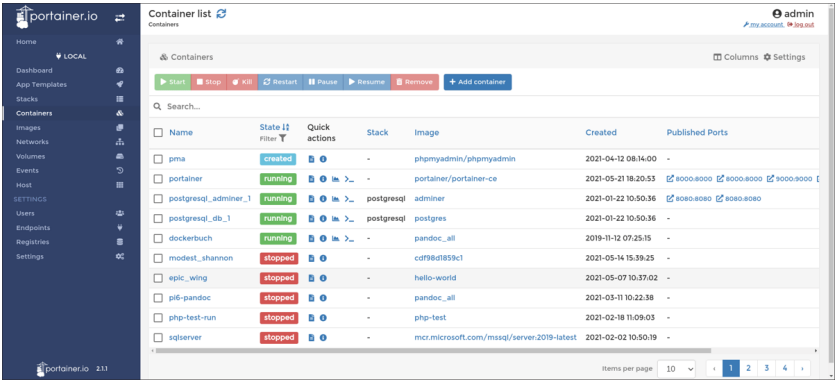 portainer.io
Container list
Containers
admin
my account log out
Home
LOCAL
Dashboard
App Templates
Stacks
Containers
Images
Networks
Volumes
Events
Host
SETTINGS
Users
Endpoints
Registries
Settings
portainer.io 2.1.1
Containers
Columns Settings
Start Stop Kill Restart Pause Resume Remove + Add container
Search...
Name State Filter Quick actions Stack Image Created Published Ports
pma created - phpmyadmin/phpmyadmin 2021-04-12 08:14:00 -
portainer running - portainer/portainer-ce 2021-05-21 18:20:53 8000:8000 8000:8000 9000:9000
postgresql_adminer_1 running postgresql adminer 2021-01-22 10:50:36 8080:8080 8080:8080
postgresql_db_1 running postgresql postgres 2021-01-22 10:50:36 -
dockerbuch running - pandoc_all 2019-11-12 07:25:15 -
modest_shannon stopped - cdf98d1859c1 2021-05-14 15:39:25 -
epic_wing stopped - hello-world 2021-05-07 10:37:02 -
pi6-pandoc stopped - pandoc_all 2021-03-11 10:22:38 -
php-test-run stopped - php-test 2021-02-18 11:09:03 -
sqlserver stopped - mcr.microsoft.com/mssql/server:2019-latest 2021-02-02 10:50:19 -
Items per page 10 ‹ 1 2 3 4 ›